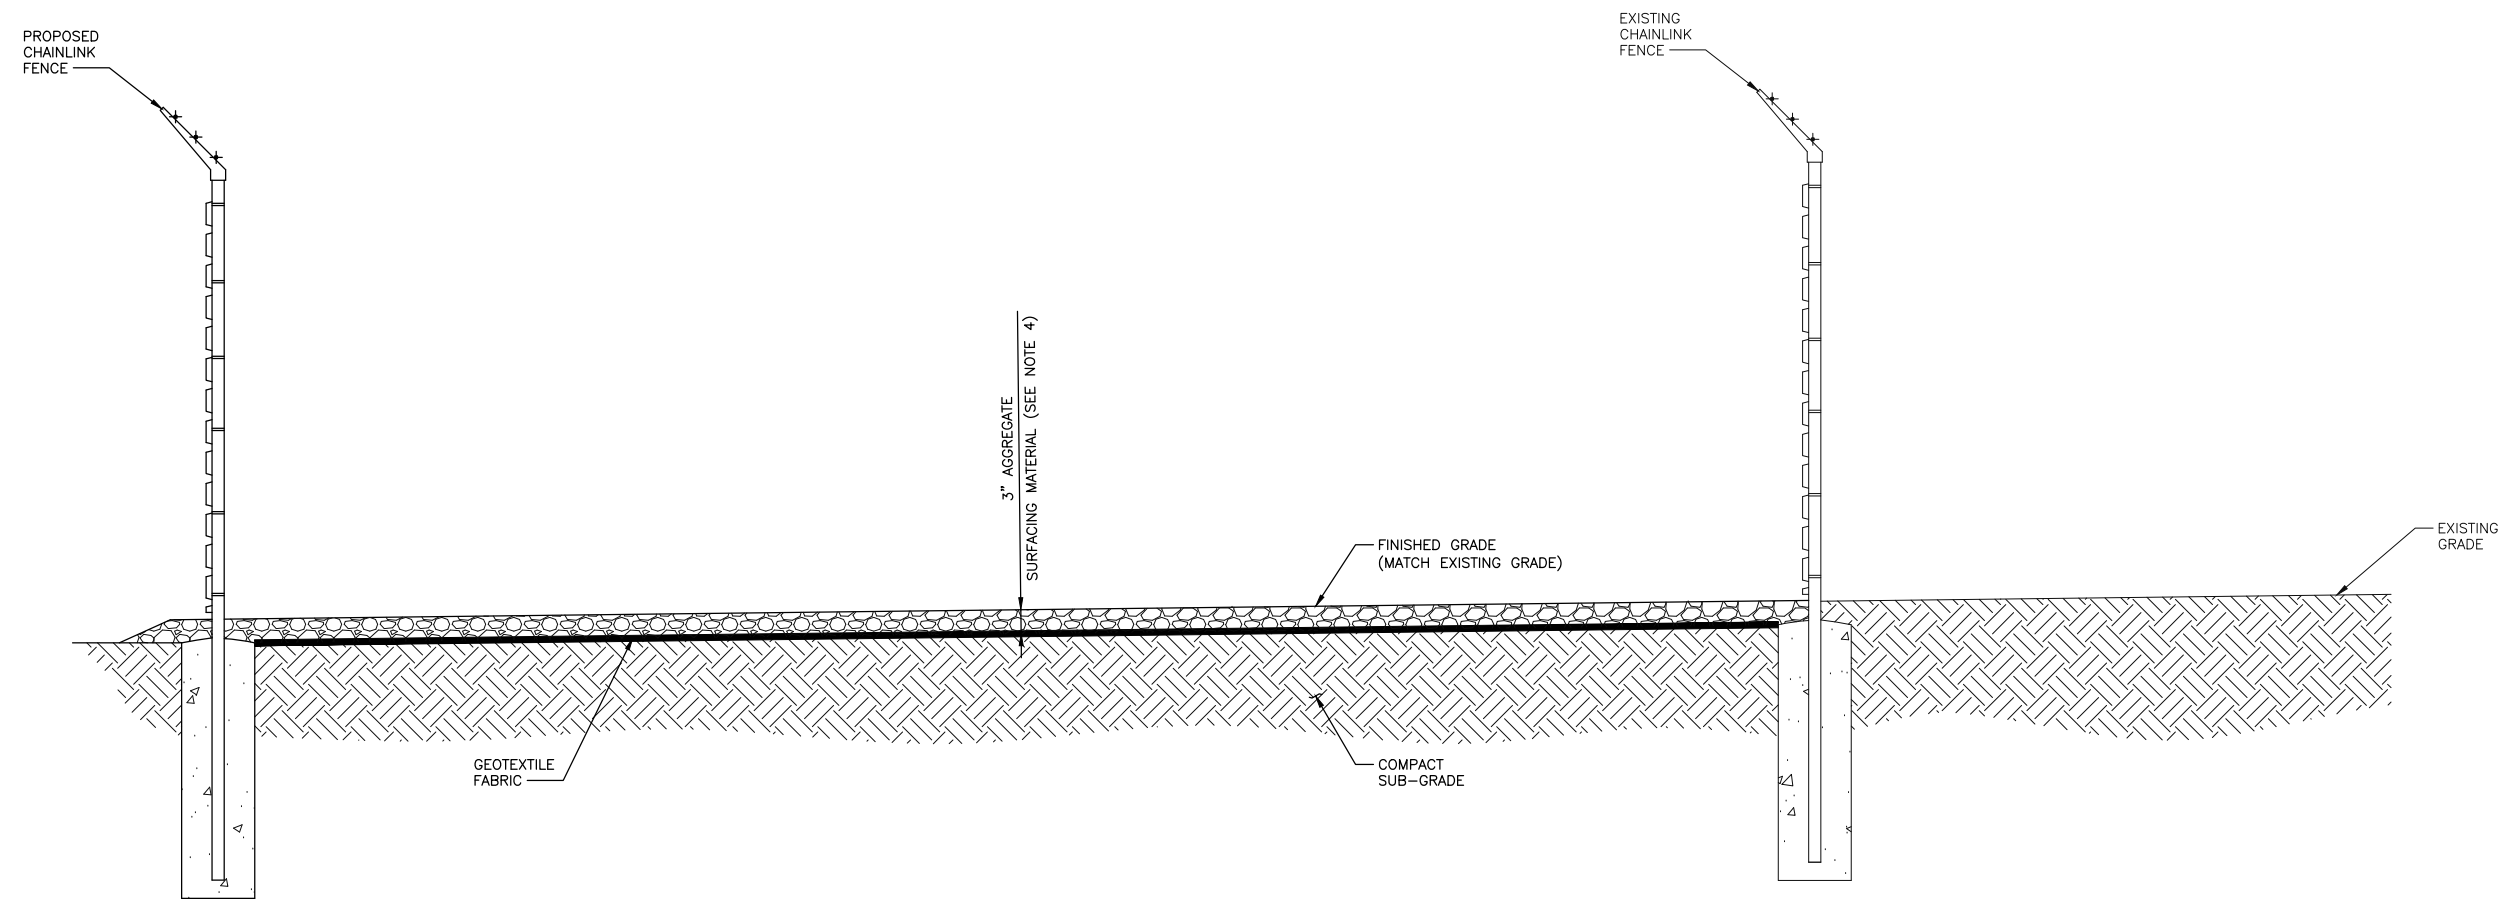 PROPOSED
CHAINLINK
FENCE
EXISTING
CHAINLINK
FENCE
3" AGGREGATE
SURFACING MATERIAL (SEE NOTE 4)
FINISHED GRADE
(MATCH EXISTING GRADE)
EXISTING
GRADE
GEOTEXTILE
FABRIC
COMPACT
SUB-GRADE